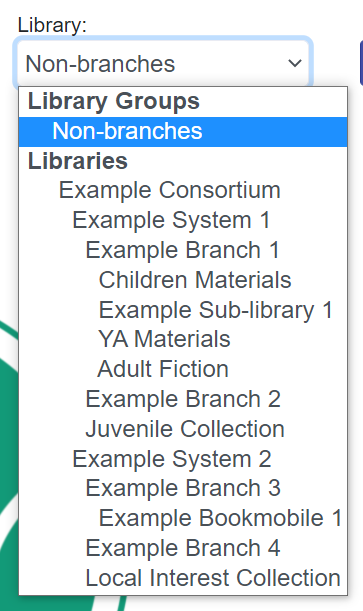 Library:
Non-branches
Library Groups
Non-branches
Libraries
Example Consortium
Example System 1
Example Branch 1
Children Materials
Example Sub-library 1
YA Materials
Adult Fiction
Example Branch 2
Juvenile Collection
Example System 2
Example Branch 3
Example Bookmobile 1
Example Branch 4
Local Interest Collection